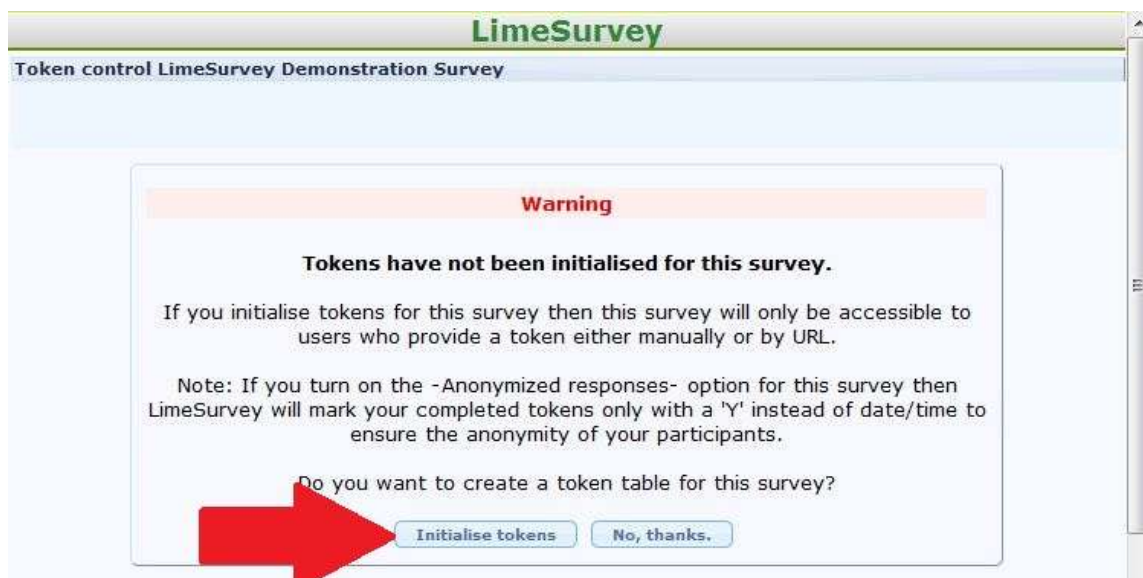 LimeSurvey
Token control LimeSurvey Demonstration Survey
Warning
Tokens have not been initialised for this survey.
If you initialise tokens for this survey then this survey will only be accessible to
users who provide a token either manually or by URL.
Note: If you turn on the -Anonymized responses- option for this survey then
LimeSurvey will mark your completed tokens only with a 'Y' instead of date/time to
ensure the anonymity of your participants.
Do you want to create a token table for this survey?
Initialise tokens No, thanks.